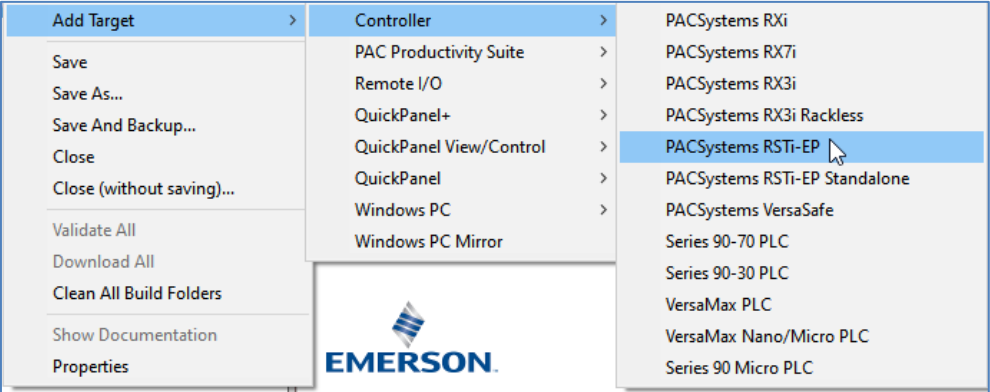 Add Target
Save
Save As...
Save And Backup...
Close
Close (without saving)...
Validate All
Download All
Clean All Build Folders
Show Documentation
Properties
Controller
PAC Productivity Suite
Remote I/O
QuickPanel+
QuickPanel View/Control
QuickPanel
Windows PC
Windows PC Mirror
EMERSON.
PACSystems RXi
PACSystems RX7i
PACSystems RX3i
PACSystems RX3i Rackless
PACSystems RSTi-EP
PACSystems RSTi-EP Standalone
PACSystems VersaSafe
Series 90-70 PLC
Series 90-30 PLC
VersaMax PLC
VersaMax Nano/Micro PLC
Series 90 Micro PLC